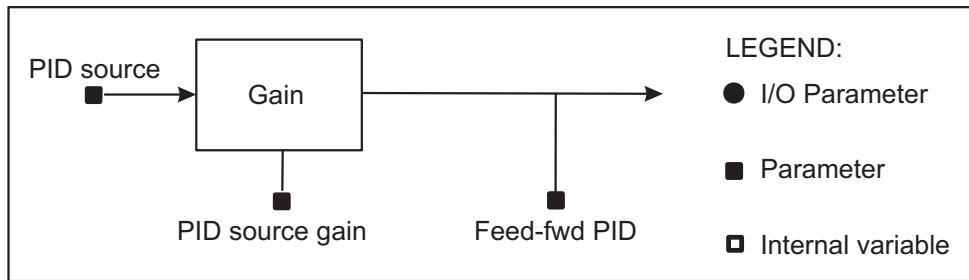 PID source
Gain
PID source gain
Feed-fwd PID
LEGEND:
I/O Parameter
Parameter
Internal variable